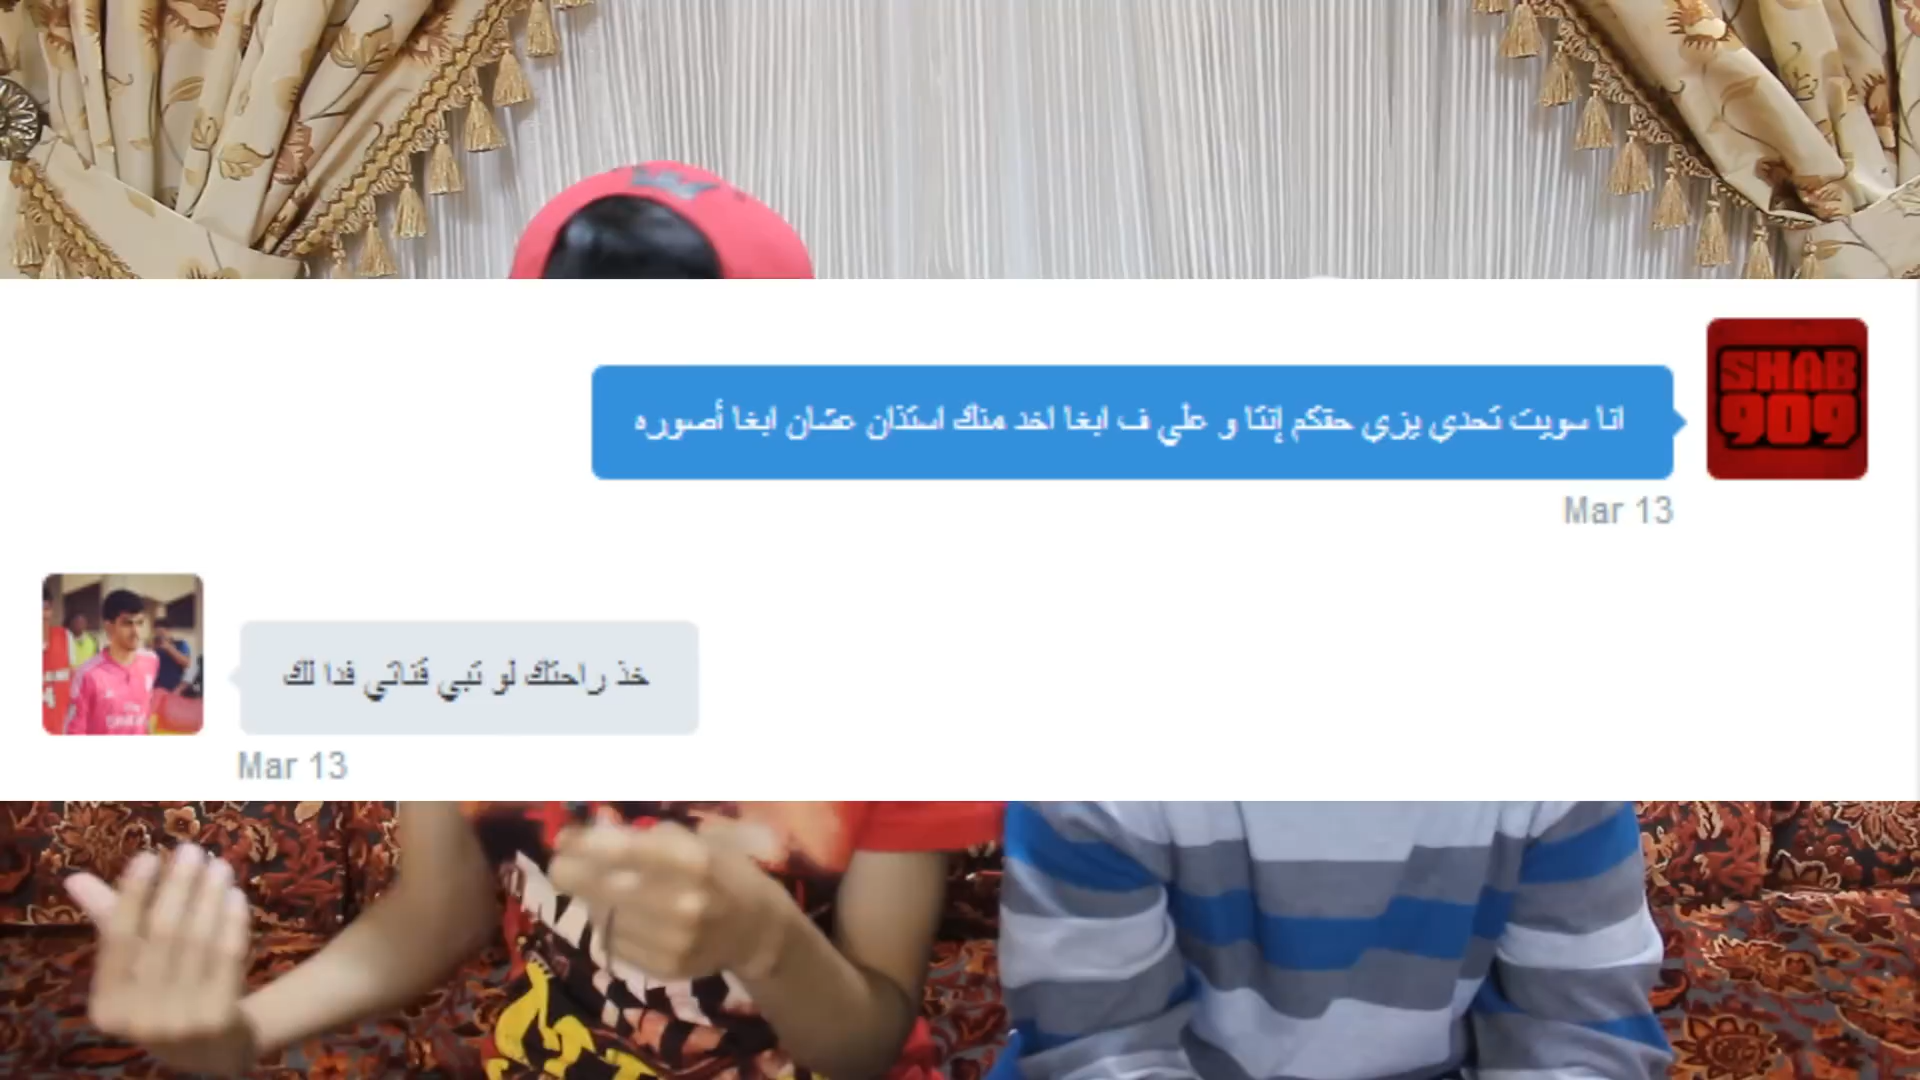 SHAB
909
انا سويت تحدي يزي حقكم إنتا و علي ف ابغا اخد منك استئذان عشان ابغا أصوره
Mar 13
خذ راحتك لو تبي قناتي فدا لك
Mar 13